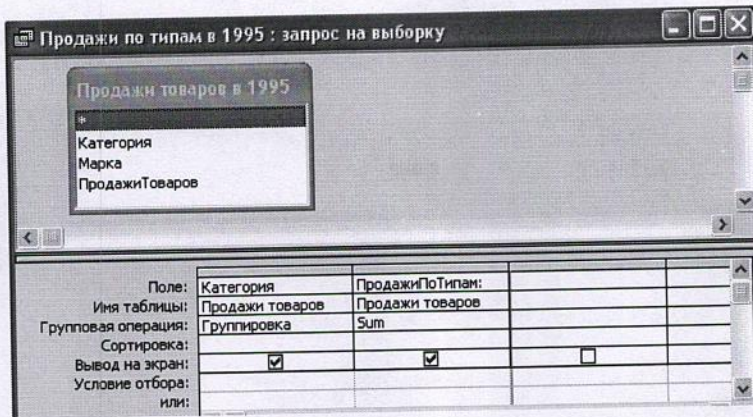 Продажи по типам в 1995 : запрос на выборку
Продажи товаров в 1995
*
Категория
Марка
ПродажиТоваров
Поле: Категория ПродажиПоТипам:
Имя таблицы: Продажи товаров Продажи товаров
Групповая операция: Группировка Sum
Сортировка:
Вывод на экран:
Условие отбора:
или: